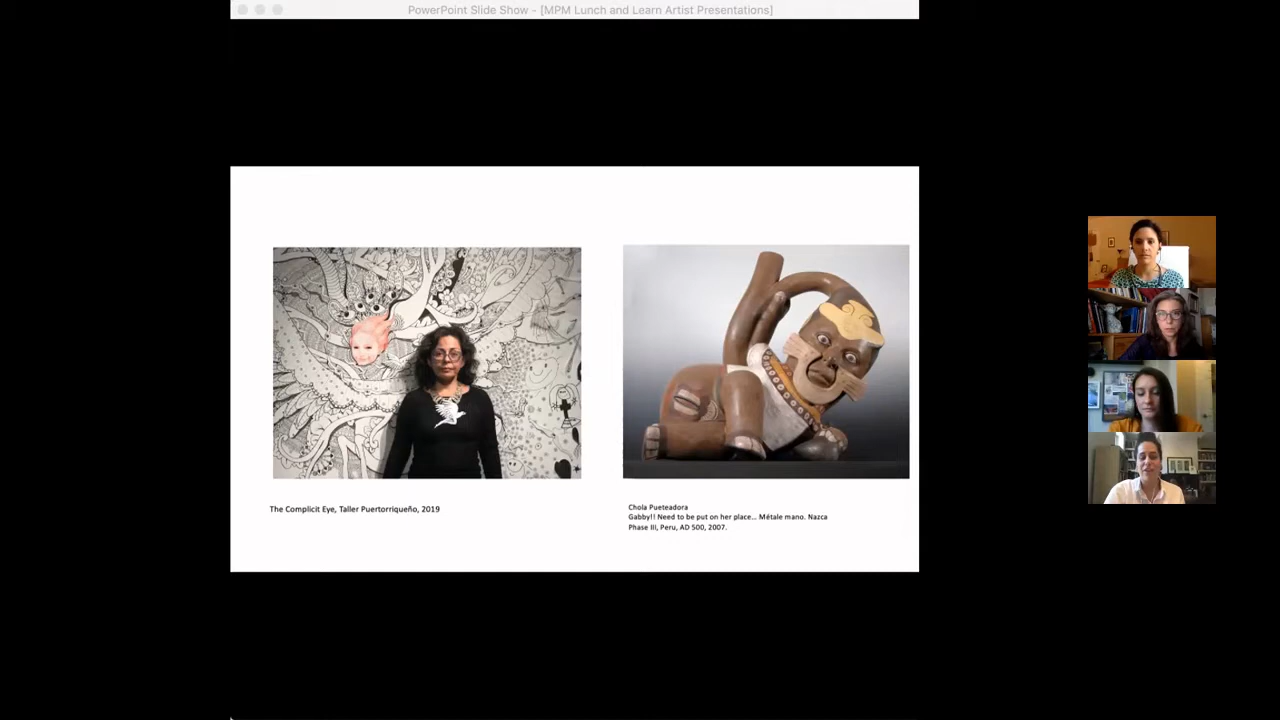 PowerPoint Slide Show - [MPM Lunch and Learn Artist Presentations]
The Complicit Eye, Taller Puertorriqueño, 2019
Chola Pueteadora
Gabby!! Need to be put on her place... Métale mano. Nazca
Phase III, Peru, AD 500, 2007.